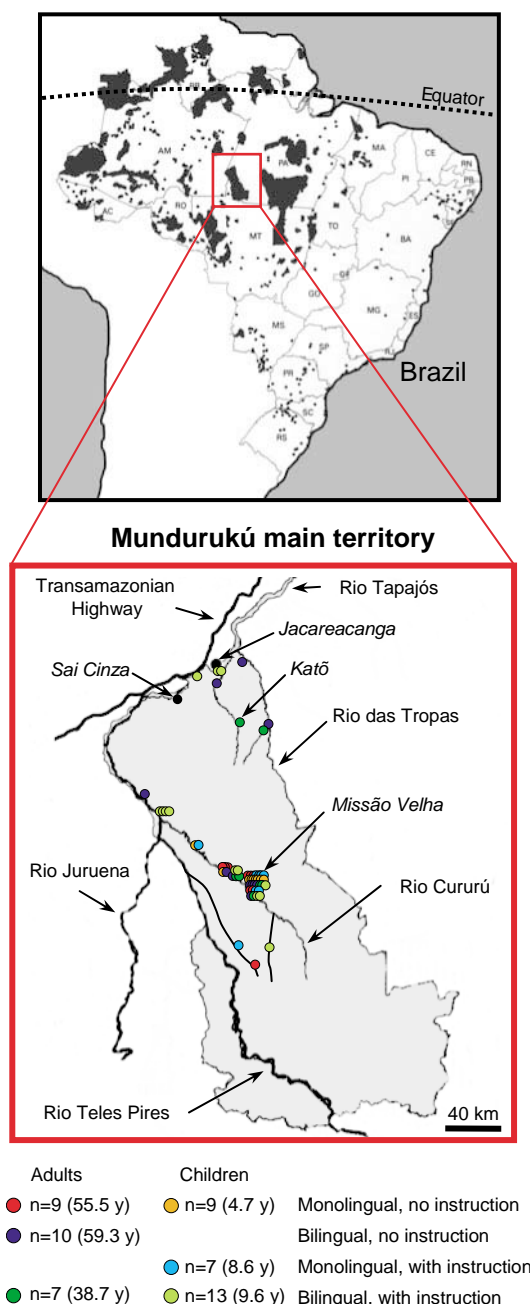 Equator
RR
AM
PA
MA
CE
RN
PB
PE
PI
AC
RO
TO
MT
BA
DF
GO
MG
ES
MS
SP
RJ
PR
SC
RS
Brazil
Mundurukú main territory
Transamazonian
Highway
Rio Tapajós
Jacareacanga
Sai Cinza
Katõ
Rio das Tropas
Missão Velha
Rio Juruena
Rio Cururú
Rio Teles Pires
40 km
Adults Children
n=9 (55.5 y) n=9 (4.7 y) Monolingual, no instruction
n=10 (59.3 y) Bilingual, no instruction
n=7 (8.6 y) Monolingual, with instruction
n=7 (38.7 y) n=13 (9.6 y) Bilingual, with instruction